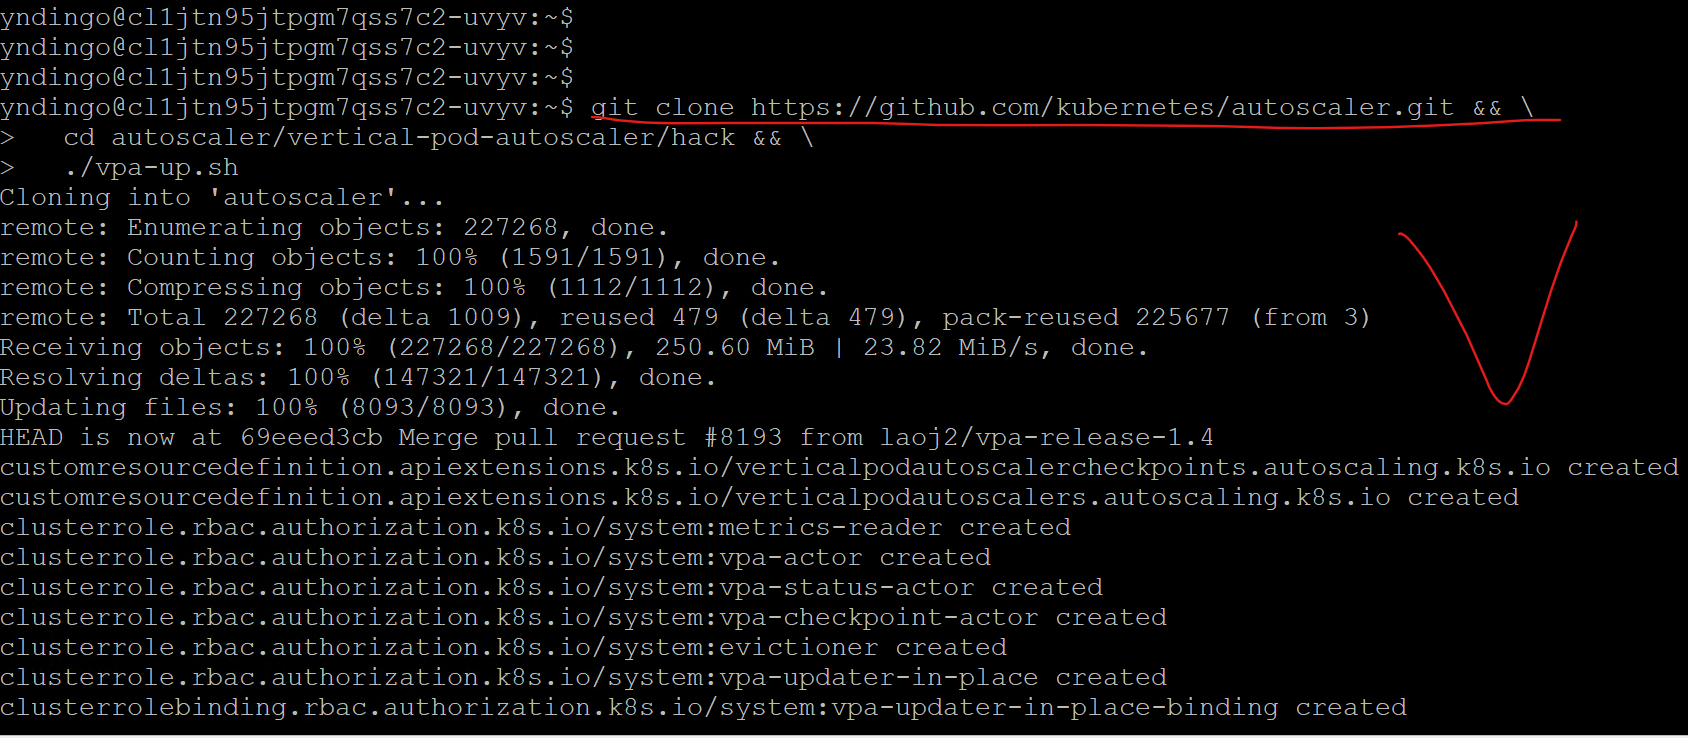 yndingo@cl1jtn95jtpgm7qss7c2-uvyv:~$
yndingo@cl1jtn95jtpgm7qss7c2-uvyv:~$
yndingo@cl1jtn95jtpgm7qss7c2-uvyv:~$
yndingo@cl1jtn95jtpgm7qss7c2-uvyv:~$ git clone https://github.com/kubernetes/autoscaler.git && \
>   cd autoscaler/vertical-pod-autoscaler/hack && \
>   ./vpa-up.sh
Cloning into 'autoscaler'...
remote: Enumerating objects: 227268, done.
remote: Counting objects: 100% (1591/1591), done.
remote: Compressing objects: 100% (1112/1112), done.
remote: Total 227268 (delta 1009), reused 479 (delta 479), pack-reused 225677 (from 3)
Receiving objects: 100% (227268/227268), 250.60 MiB | 23.82 MiB/s, done.
Resolving deltas: 100% (147321/147321), done.
Updating files: 100% (8093/8093), done.
HEAD is now at 69eeed3cb Merge pull request #8193 from laoj2/vpa-release-1.4
customresourcedefinition.apiextensions.k8s.io/verticalpodautoscalercheckpoints.autoscaling.k8s.io created
customresourcedefinition.apiextensions.k8s.io/verticalpodautoscalers.autoscaling.k8s.io created
clusterrole.rbac.authorization.k8s.io/system:metrics-reader created
clusterrole.rbac.authorization.k8s.io/system:vpa-actor created
clusterrole.rbac.authorization.k8s.io/system:vpa-status-actor created
clusterrole.rbac.authorization.k8s.io/system:vpa-checkpoint-actor created
clusterrole.rbac.authorization.k8s.io/system:evictioner created
clusterrole.rbac.authorization.k8s.io/system:vpa-updater-in-place created
clusterrolebinding.rbac.authorization.k8s.io/system:vpa-updater-in-place-binding created